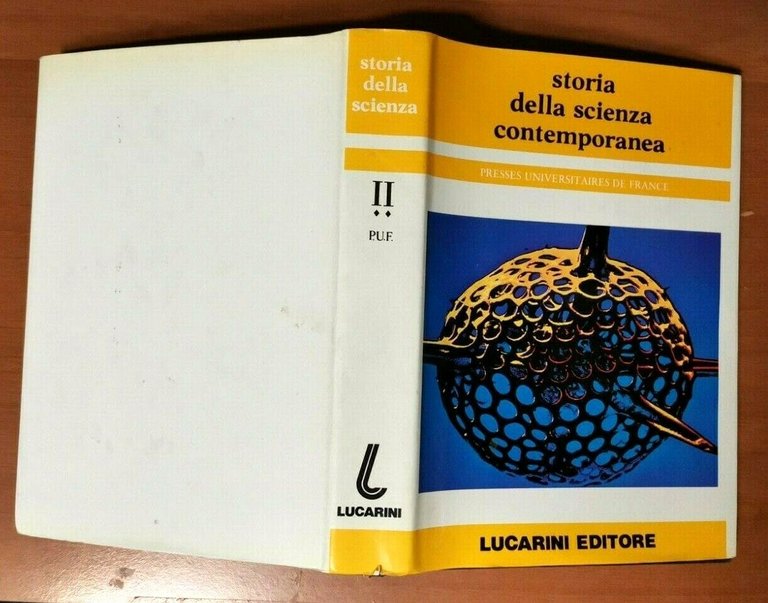 storia
della
scienza
II
P.U.F.
LUCARINI
storia
della scienza
contemporanea
PRESSES UNIVERSITAIRES DE FRANCE
LUCARINI EDITORE